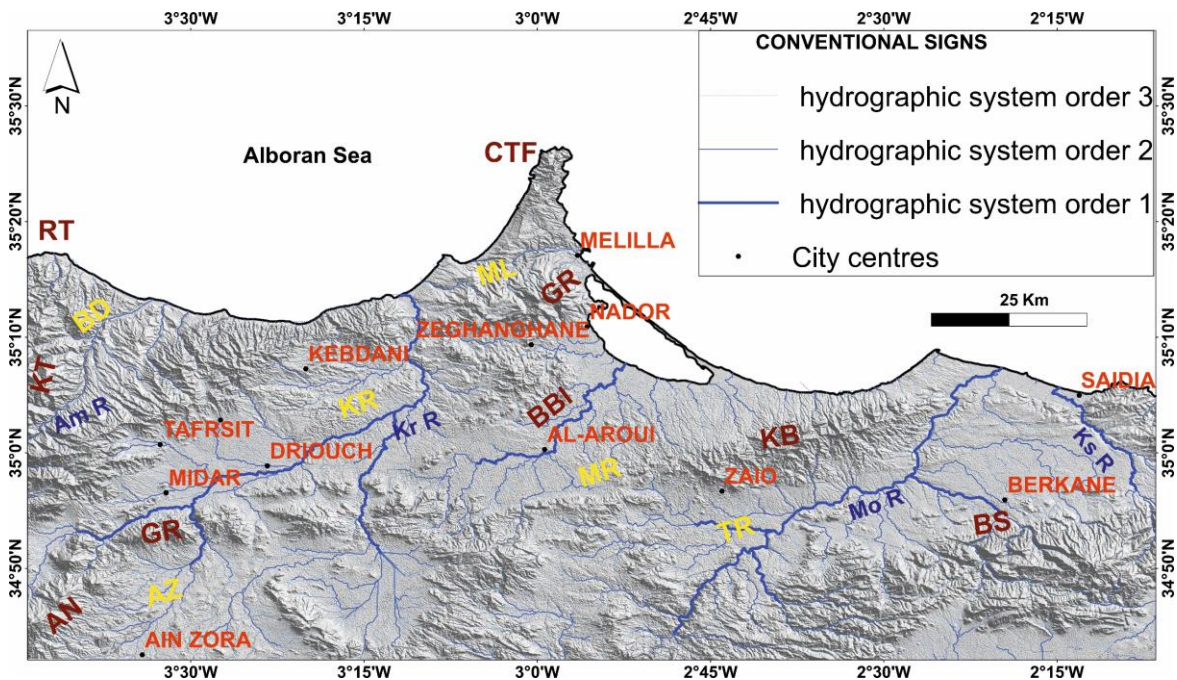 3°30'W 3°15'W 3°0'W 2°45'W 2°30'W 2°15'W
CONVENTIONAL SIGNS
hydrographic system order 3
hydrographic system order 2
hydrographic system order 1
City centres
25 Km
N
35°30'N
35°30'N
Alboran Sea
CTF
35°20'N
35°20'N
RT
MELILLA
ML
GR
BD
NADOR
35°10'N
ZEGHANGHANE
35°10'N
KT
KEBDANI
SAIDIA
Am R
KR
Kr R
BBI
TAFRSIT
AL-AROUI
KB
Ks R
35°0'N
DRIOUCH
35°0'N
MIDAR
MR
ZAIO
BERKANE
Mo R
GR
TR
BS
34°50'N
34°50'N
AZ
AN
AIN ZORA
3°30'W 3°15'W 3°0'W 2°44'W 2°30'W 2°15'W